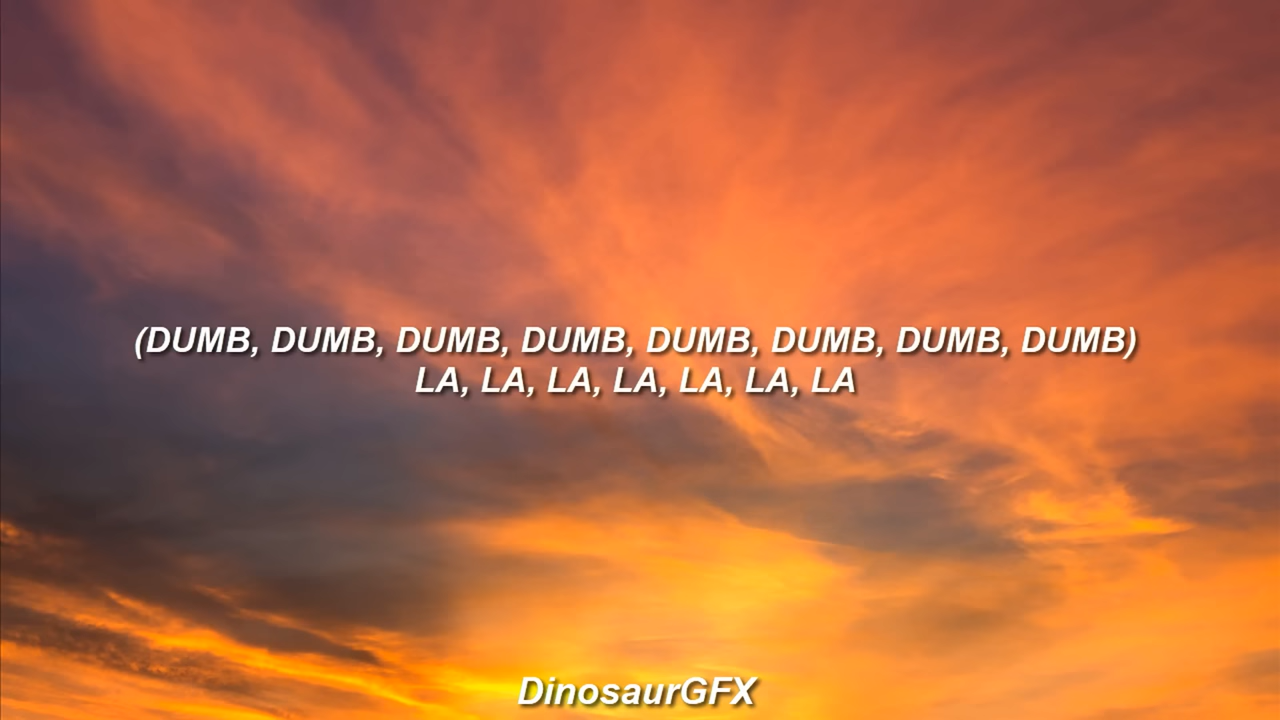 (DUMB, DUMB, DUMB, DUMB, DUMB, DUMB, DUMB, DUMB)
LA, LA, LA, LA, LA, LA, LA
DinosaurGFX